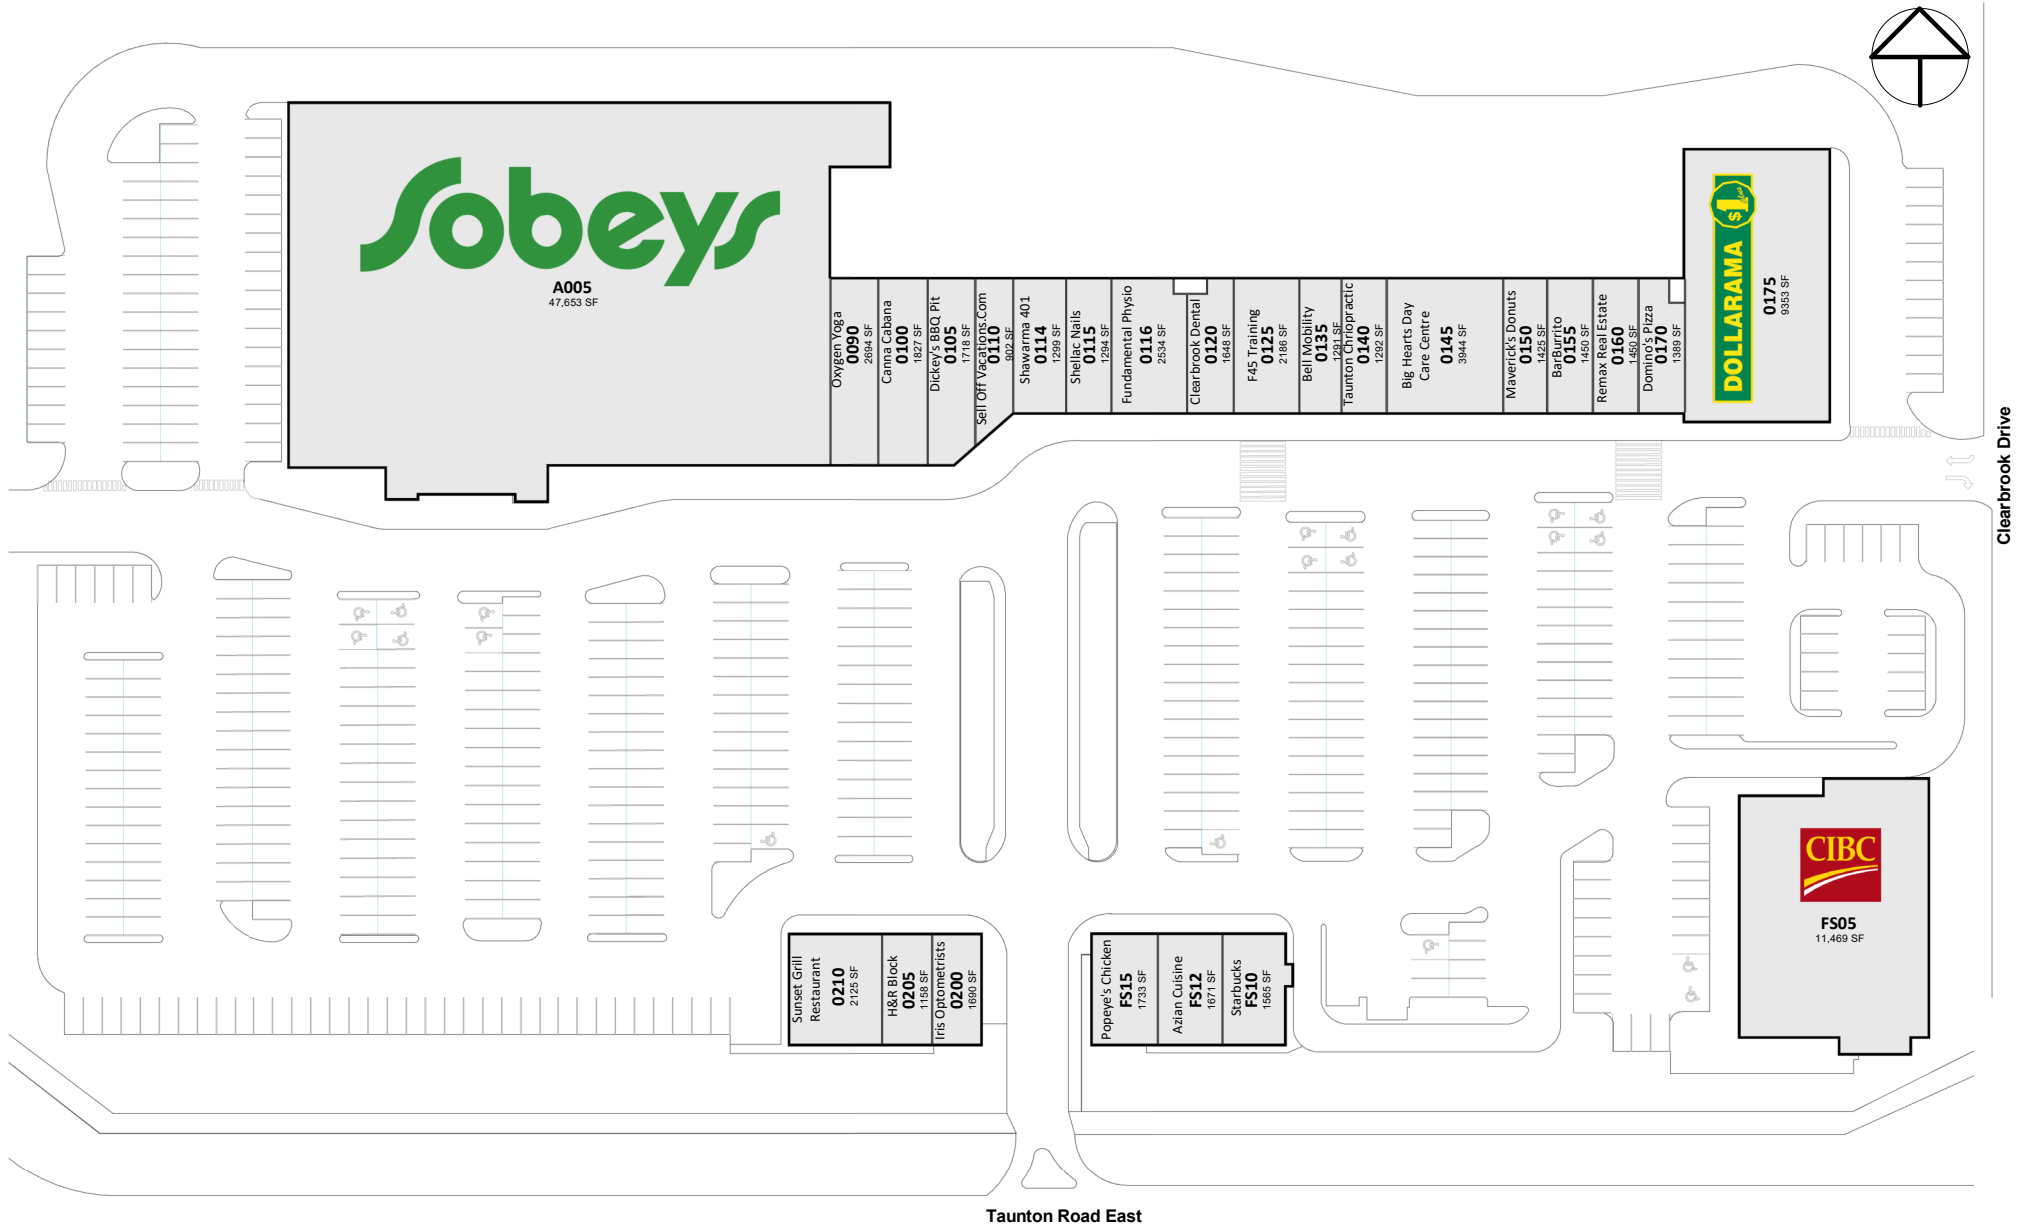 Sobeys
A005
47,653 SF
Oxygen Yoga
0090
2694 SF
Canna Cabana
0100
1827 SF
Dickey's BBQ Pit
0105
1718 SF
Sell Off Vacations.Com
0110
902 SF
Shawarma 401
0114
1299 SF
Shellac Nails
0115
1294 SF
Fundamental Physio
0116
2534 SF
Clearbrook Dental
0120
1648 SF
F45 Training
0125
2186 SF
Bell Mobility
0135
1291 SF
Taunton Chriopractic
0140
1292 SF
Big Hearts Day
Care Centre
0145
3944 SF
Maverick's Donuts
0150
1425 SF
BarBurrito
0155
1450 SF
Remax Real Estate
0160
1450 SF
Domino's Pizza
0170
1389 SF
DOLLARAMA $1 Plus
0175
9353 SF
Clearbrook Drive
Sunset Grill
Restaurant
0210
2125 SF
H&R Block
0205
1158 SF
Iris Optometrists
0200
1690 SF
Popeye's Chicken
FS15
1733 SF
Azian Cuisine
FS12
1671 SF
Starbucks
FS10
1565 SF
CIBC
FS05
11,469 SF
Taunton Road East